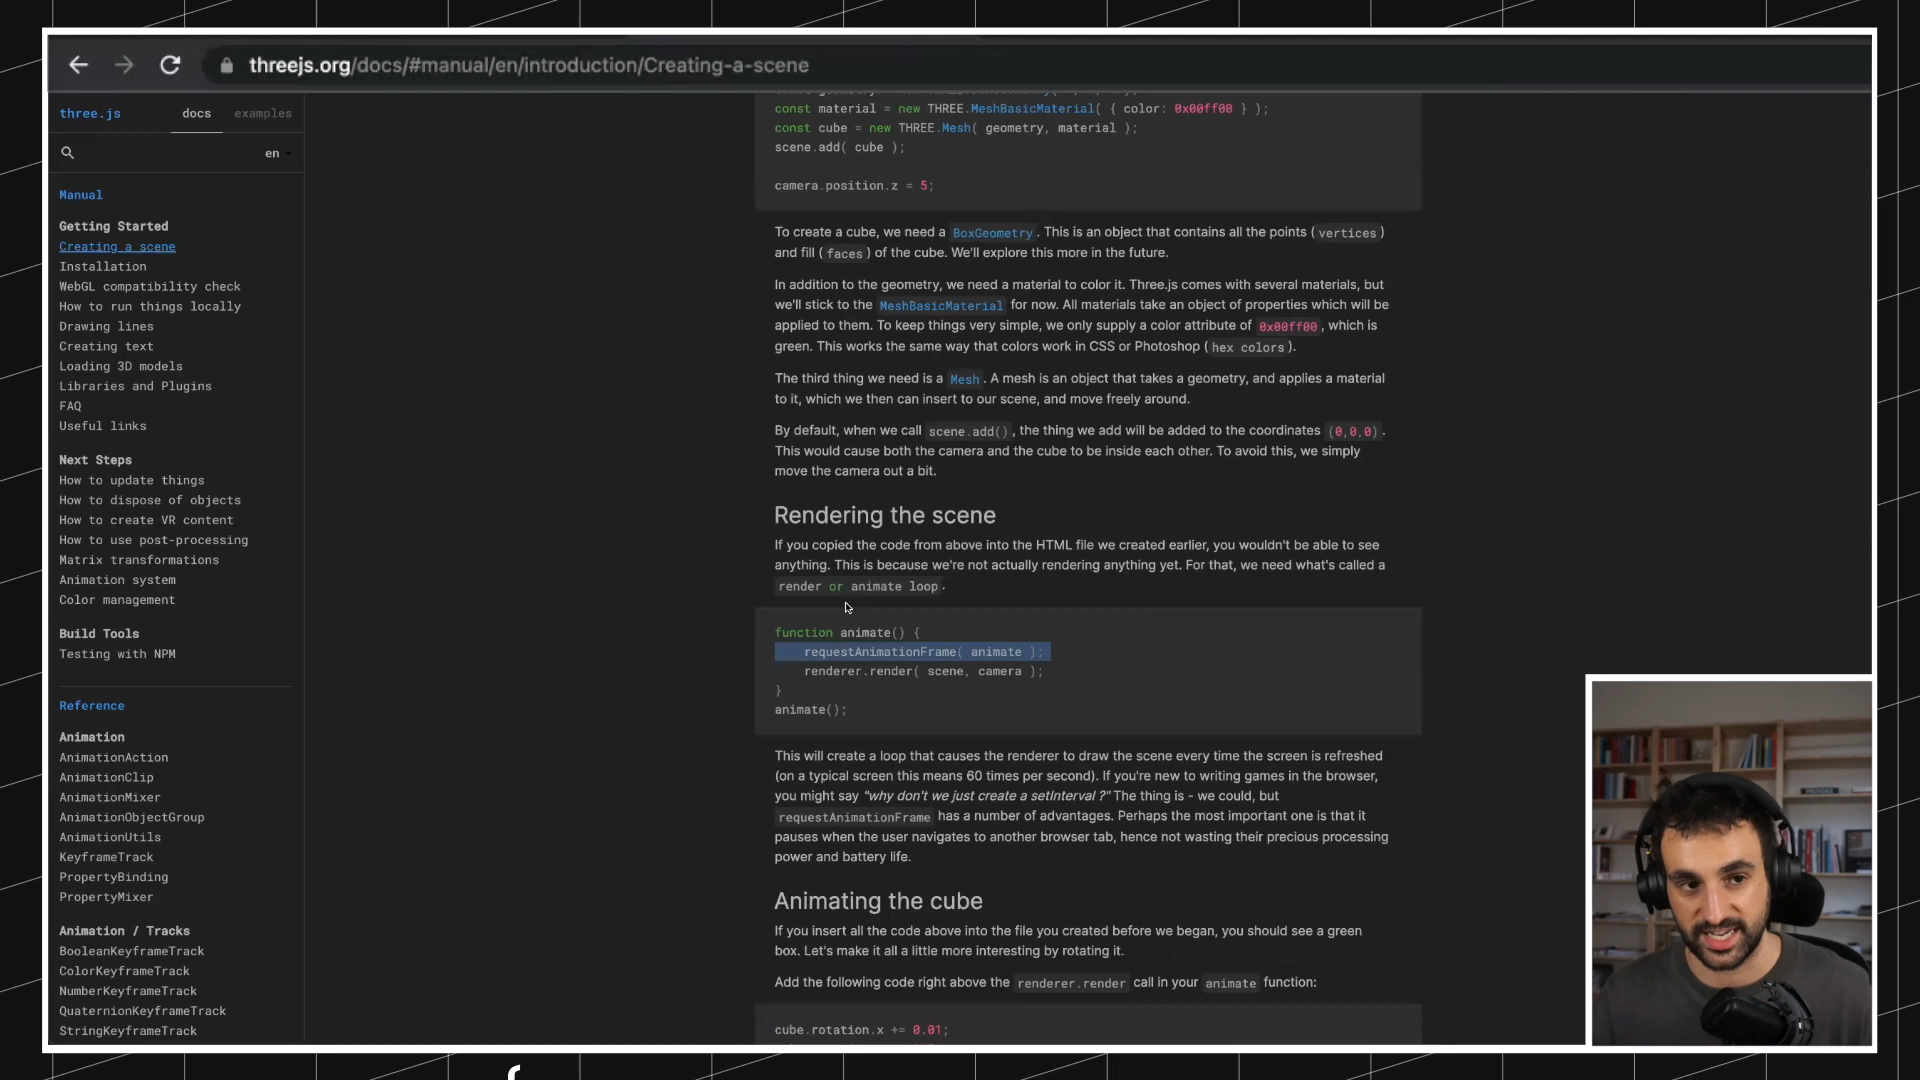 threejs.org/docs/#manual/en/introduction/Creating-a-scene
three.js
docs
examples
en
Manual
Getting Started
Creating a scene
Installation
WebGL compatibility check
How to run things locally
Drawing lines
Creating text
Loading 3D models
Libraries and Plugins
FAQ
Useful links
Next Steps
How to update things
How to dispose of objects
How to create VR content
How to use post-processing
Matrix transformations
Animation system
Color management
Build Tools
Testing with NPM
Reference
Animation
AnimationAction
AnimationClip
AnimationMixer
AnimationObjectGroup
AnimationUtils
KeyframeTrack
PropertyBinding
PropertyMixer
Animation / Tracks
BooleanKeyframeTrack
ColorKeyframeTrack
NumberKeyframeTrack
QuaternionKeyframeTrack
StringKeyframeTrack
const material = new THREE.MeshBasicMaterial( { color: 0x00ff00 } );
const cube = new THREE.Mesh( geometry, material );
scene.add( cube );
camera.position.z = 5;
To create a cube, we need a BoxGeometry. This is an object that contains all the points (vertices)
and fill (faces) of the cube. We'll explore this more in the future.
In addition to the geometry, we need a material to color it. Three.js comes with several materials, but
we'll stick to the MeshBasicMaterial for now. All materials take an object of properties which will be
applied to them. To keep things very simple, we only supply a color attribute of 0x00ff00, which is
green. This works the same way that colors work in CSS or Photoshop (hex colors).
The third thing we need is a Mesh. A mesh is an object that takes a geometry, and applies a material
to it, which we then can insert to our scene, and move freely around.
By default, when we call scene.add(), the thing we add will be added to the coordinates (0,0,0).
This would cause both the camera and the cube to be inside each other. To avoid this, we simply
move the camera out a bit.
Rendering the scene
If you copied the code from above into the HTML file we created earlier, you wouldn't be able to see
anything. This is because we're not actually rendering anything yet. For that, we need what's called a
render or animate loop.
function animate() {
requestAnimationFrame( animate );
renderer.render( scene, camera );
}
animate();
This will create a loop that causes the renderer to draw the scene every time the screen is refreshed
(on a typical screen this means 60 times per second). If you're new to writing games in the browser,
you might say "why don't we just create a setInterval ?" The thing is - we could, but
requestAnimationFrame has a number of advantages. Perhaps the most important one is that it
pauses when the user navigates to another browser tab, hence not wasting their precious processing
power and battery life.
Animating the cube
If you insert all the code above into the file you created before we began, you should see a green
box. Let's make it all a little more interesting by rotating it.
Add the following code right above the renderer.render call in your animate function:
cube.rotation.x += 0.01;